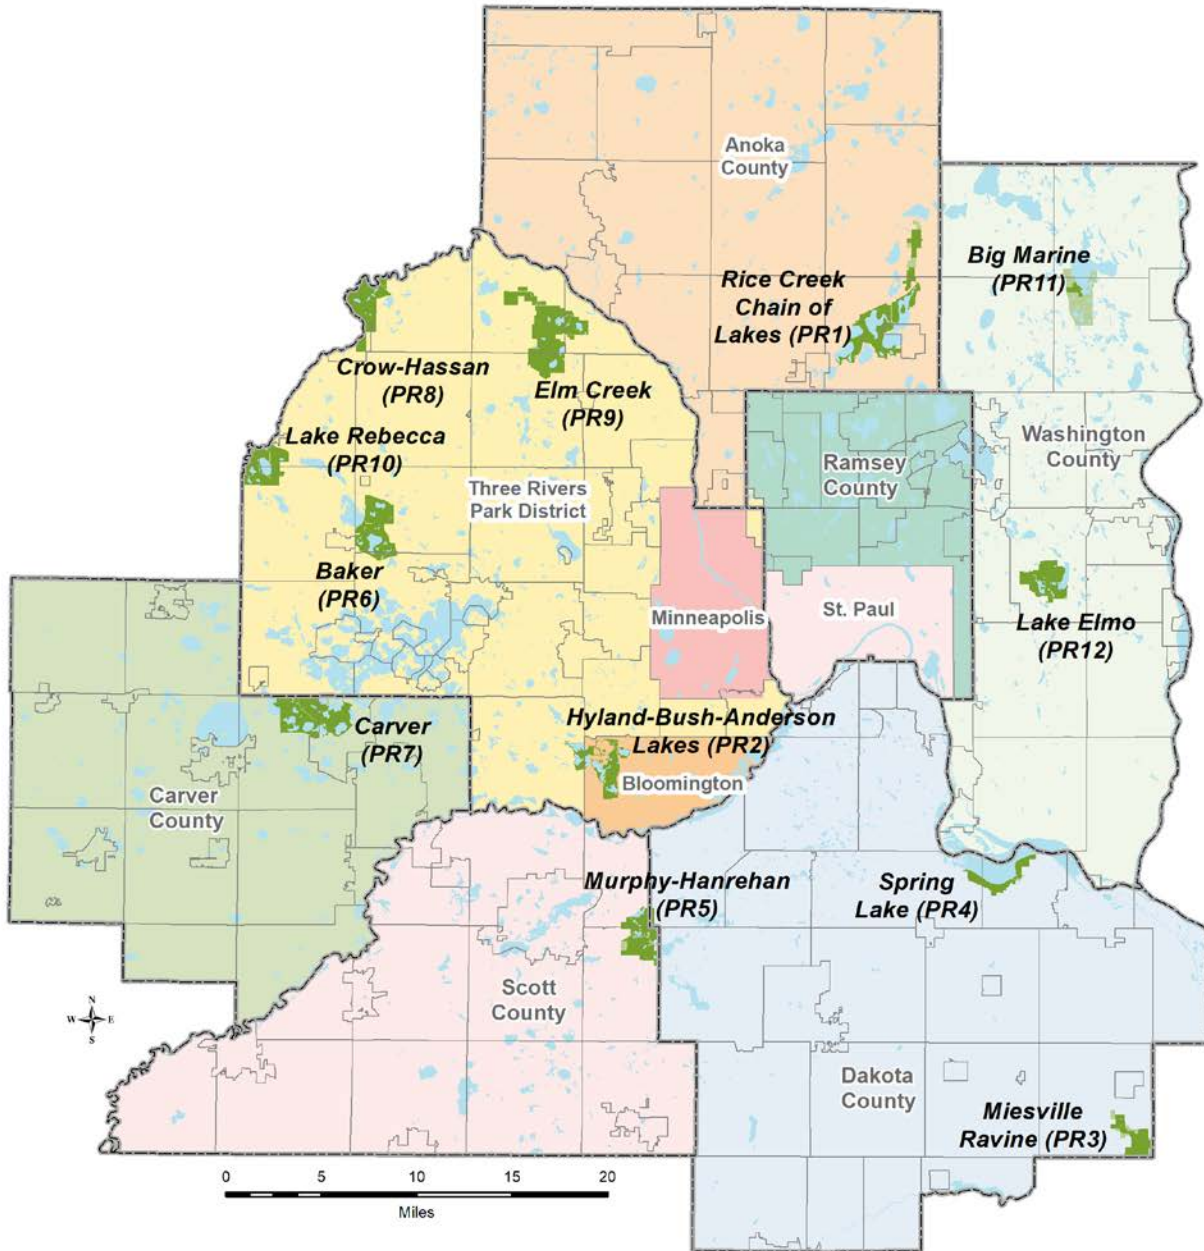 Anoka
County
Big Marine
(PR11)
Rice Creek
Chain of
Lakes (PR1)
Crow-Hassan
(PR8)
Elm Creek
(PR9)
Lake Rebecca
(PR10)
Washington
County
Ramsey
County
Three Rivers
Park District
Baker
(PR6)
Minneapolis
St. Paul
Lake Elmo
(PR12)
Carver
(PR7)
Hyland-Bush-Anderson
Lakes (PR2)
Bloomington
Carver
County
Murphy-Hanrehan
(PR5)
Spring
Lake (PR4)
Scott
County
N
W E
S
Dakota
County
Miesville
Ravine (PR3)
0 5 10 15 20
Miles